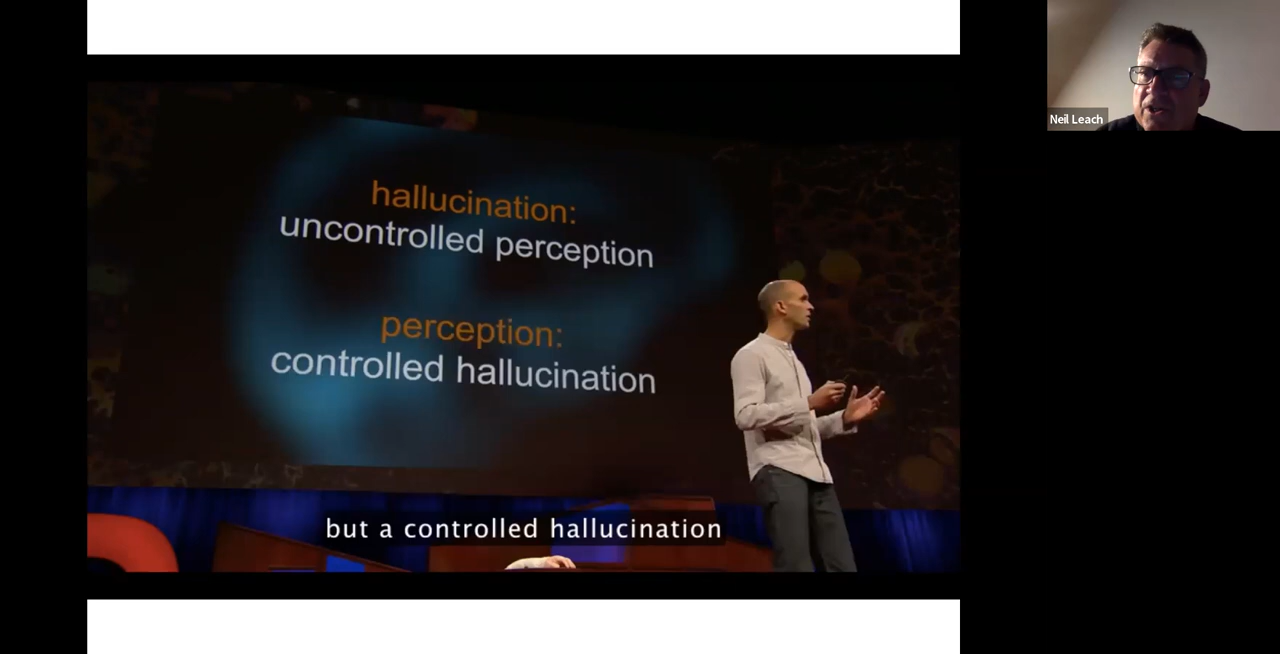 hallucination:
uncontrolled perception
perception:
controlled hallucination
but a controlled hallucination
Neil Leach